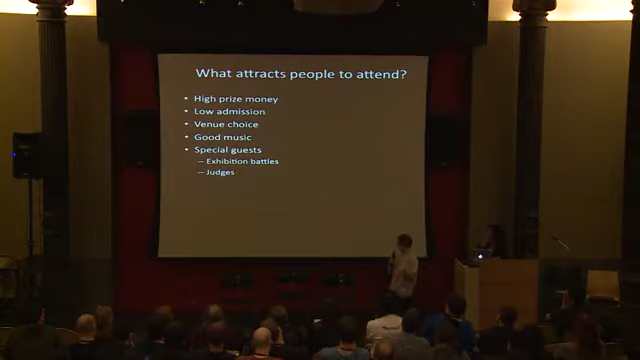 What attracts people to attend?
• High prize money
• Low admission
• Venue choice
• Good music
• Special guests
– Exhibition battles
– Judges